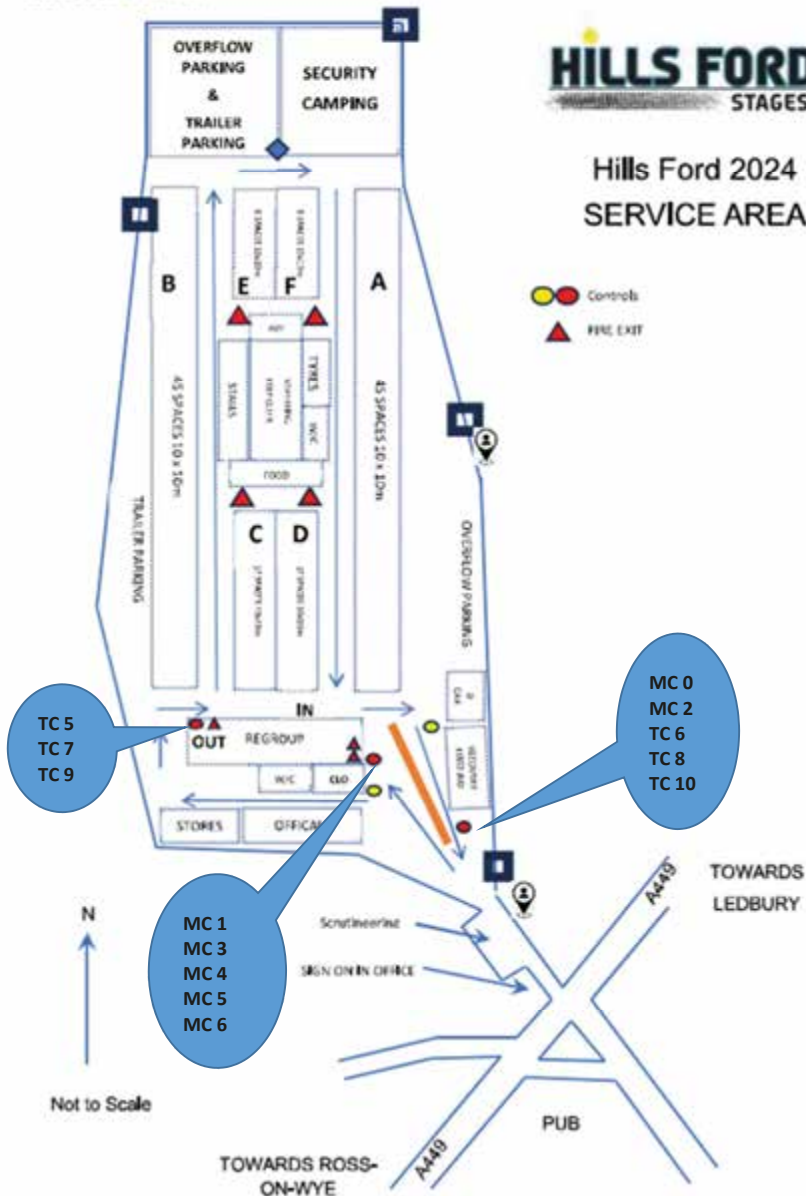 OVERFLOW
PARKING
&
TRAILER
PARKING
SECURITY
CAMPING
HILLS FORD
STAGES
Hills Ford 2024
SERVICE AREA
Controls
FIRE EXIT
B
E
F
A
45 SPACES 10 x 10m
STAGES
TYRES
W/C
FOOD
45 SPACES 10 x 10m
TRAILER PARKING
C
D
OVERFLOW PARKING
IN
OUT
REGROUP
W/C
CLO
STORES
OFFICAL
TC 5
TC 7
TC 9
MC 0
MC 2
TC 6
TC 8
TC 10
MC 1
MC 3
MC 4
MC 5
MC 6
N
Not to Scale
Scrutineering
SIGN ON IN OFFICE
A449
TOWARDS
LEDBURY
PUB
A449
TOWARDS ROSS-
ON-WYE